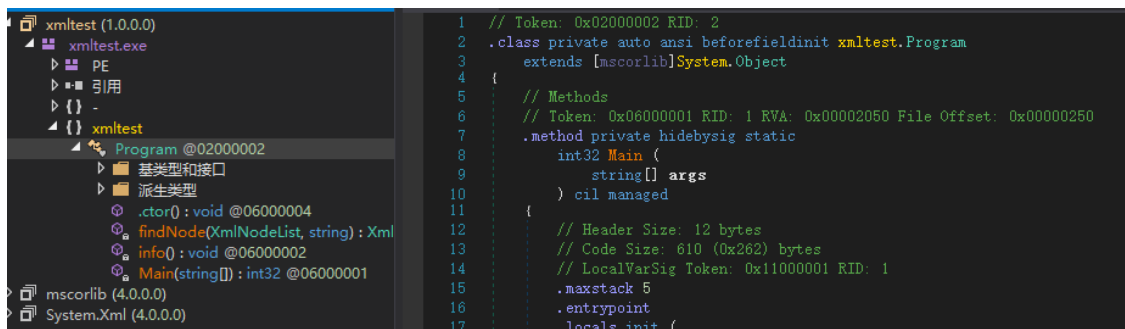 xmltest (1.0.0.0)
xmltest.exe
PE
引用
{} -
{} xmltest
Program @02000002
基类型和接口
派生类型
.ctor() : void @06000004
findNode(XmlNodeList, string) : Xml
info() : void @06000002
Main(string[]) : int32 @06000001
mscorlib (4.0.0.0)
System.Xml (4.0.0.0)
1 // Token: 0x02000002 RID: 2
2 .class private auto ansi beforefieldinit xmltest.Program
3 extends [mscorlib]System.Object
4 {
5 // Methods
6 // Token: 0x06000001 RID: 1 RVA: 0x00002050 File Offset: 0x00000250
7 .method private hidebysig static
8 int32 Main (
9 string[] args
10 ) cil managed
11 {
12 // Header Size: 12 bytes
13 // Code Size: 610 (0x262) bytes
14 // LocalVarSig Token: 0x11000001 RID: 1
15 .maxstack 5
16 .entrypoint
17 .locals init (